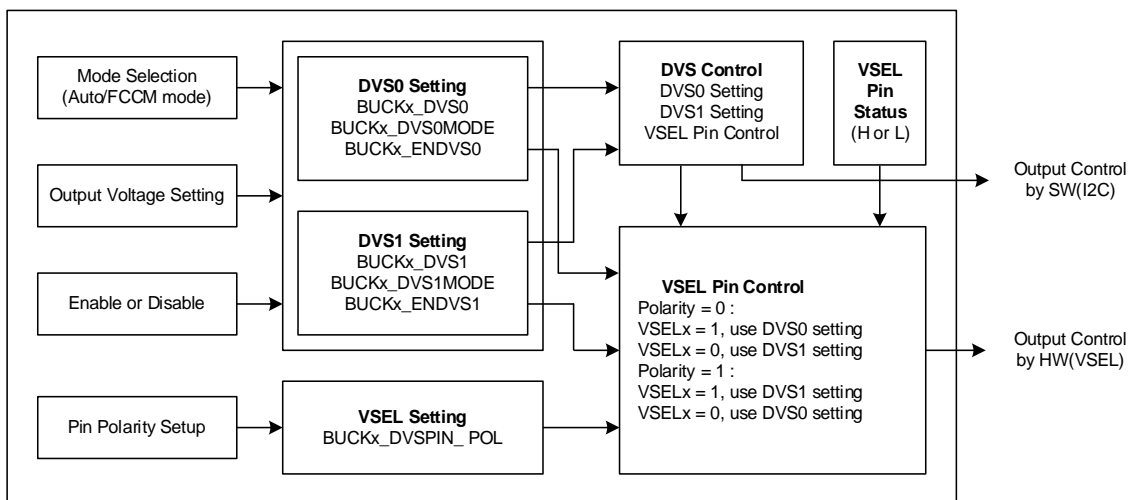 Mode Selection
(Auto/FCCM mode)
Output Voltage Setting
Enable or Disable
Pin Polarity Setup
DVS0 Setting
BUCKx_DVS0
BUCKx_DVS0MODE
BUCKx_ENDVS0
DVS1 Setting
BUCKx_DVS1
BUCKx_DVS1MODE
BUCKx_ENDVS1
VSEL Setting
BUCKx_DVSPIN_ POL
DVS Control
DVS0 Setting
DVS1 Setting
VSEL Pin Control
VSEL
Pin
Status
(H or L)
VSEL Pin Control
Polarity = 0 :
VSELx = 1, use DVS0 setting
VSELx = 0, use DVS1 setting
Polarity = 1 :
VSELx = 1, use DVS1 setting
VSELx = 0, use DVS0 setting
Output Control
by SW(I2C)
Output Control
by HW(VSEL)